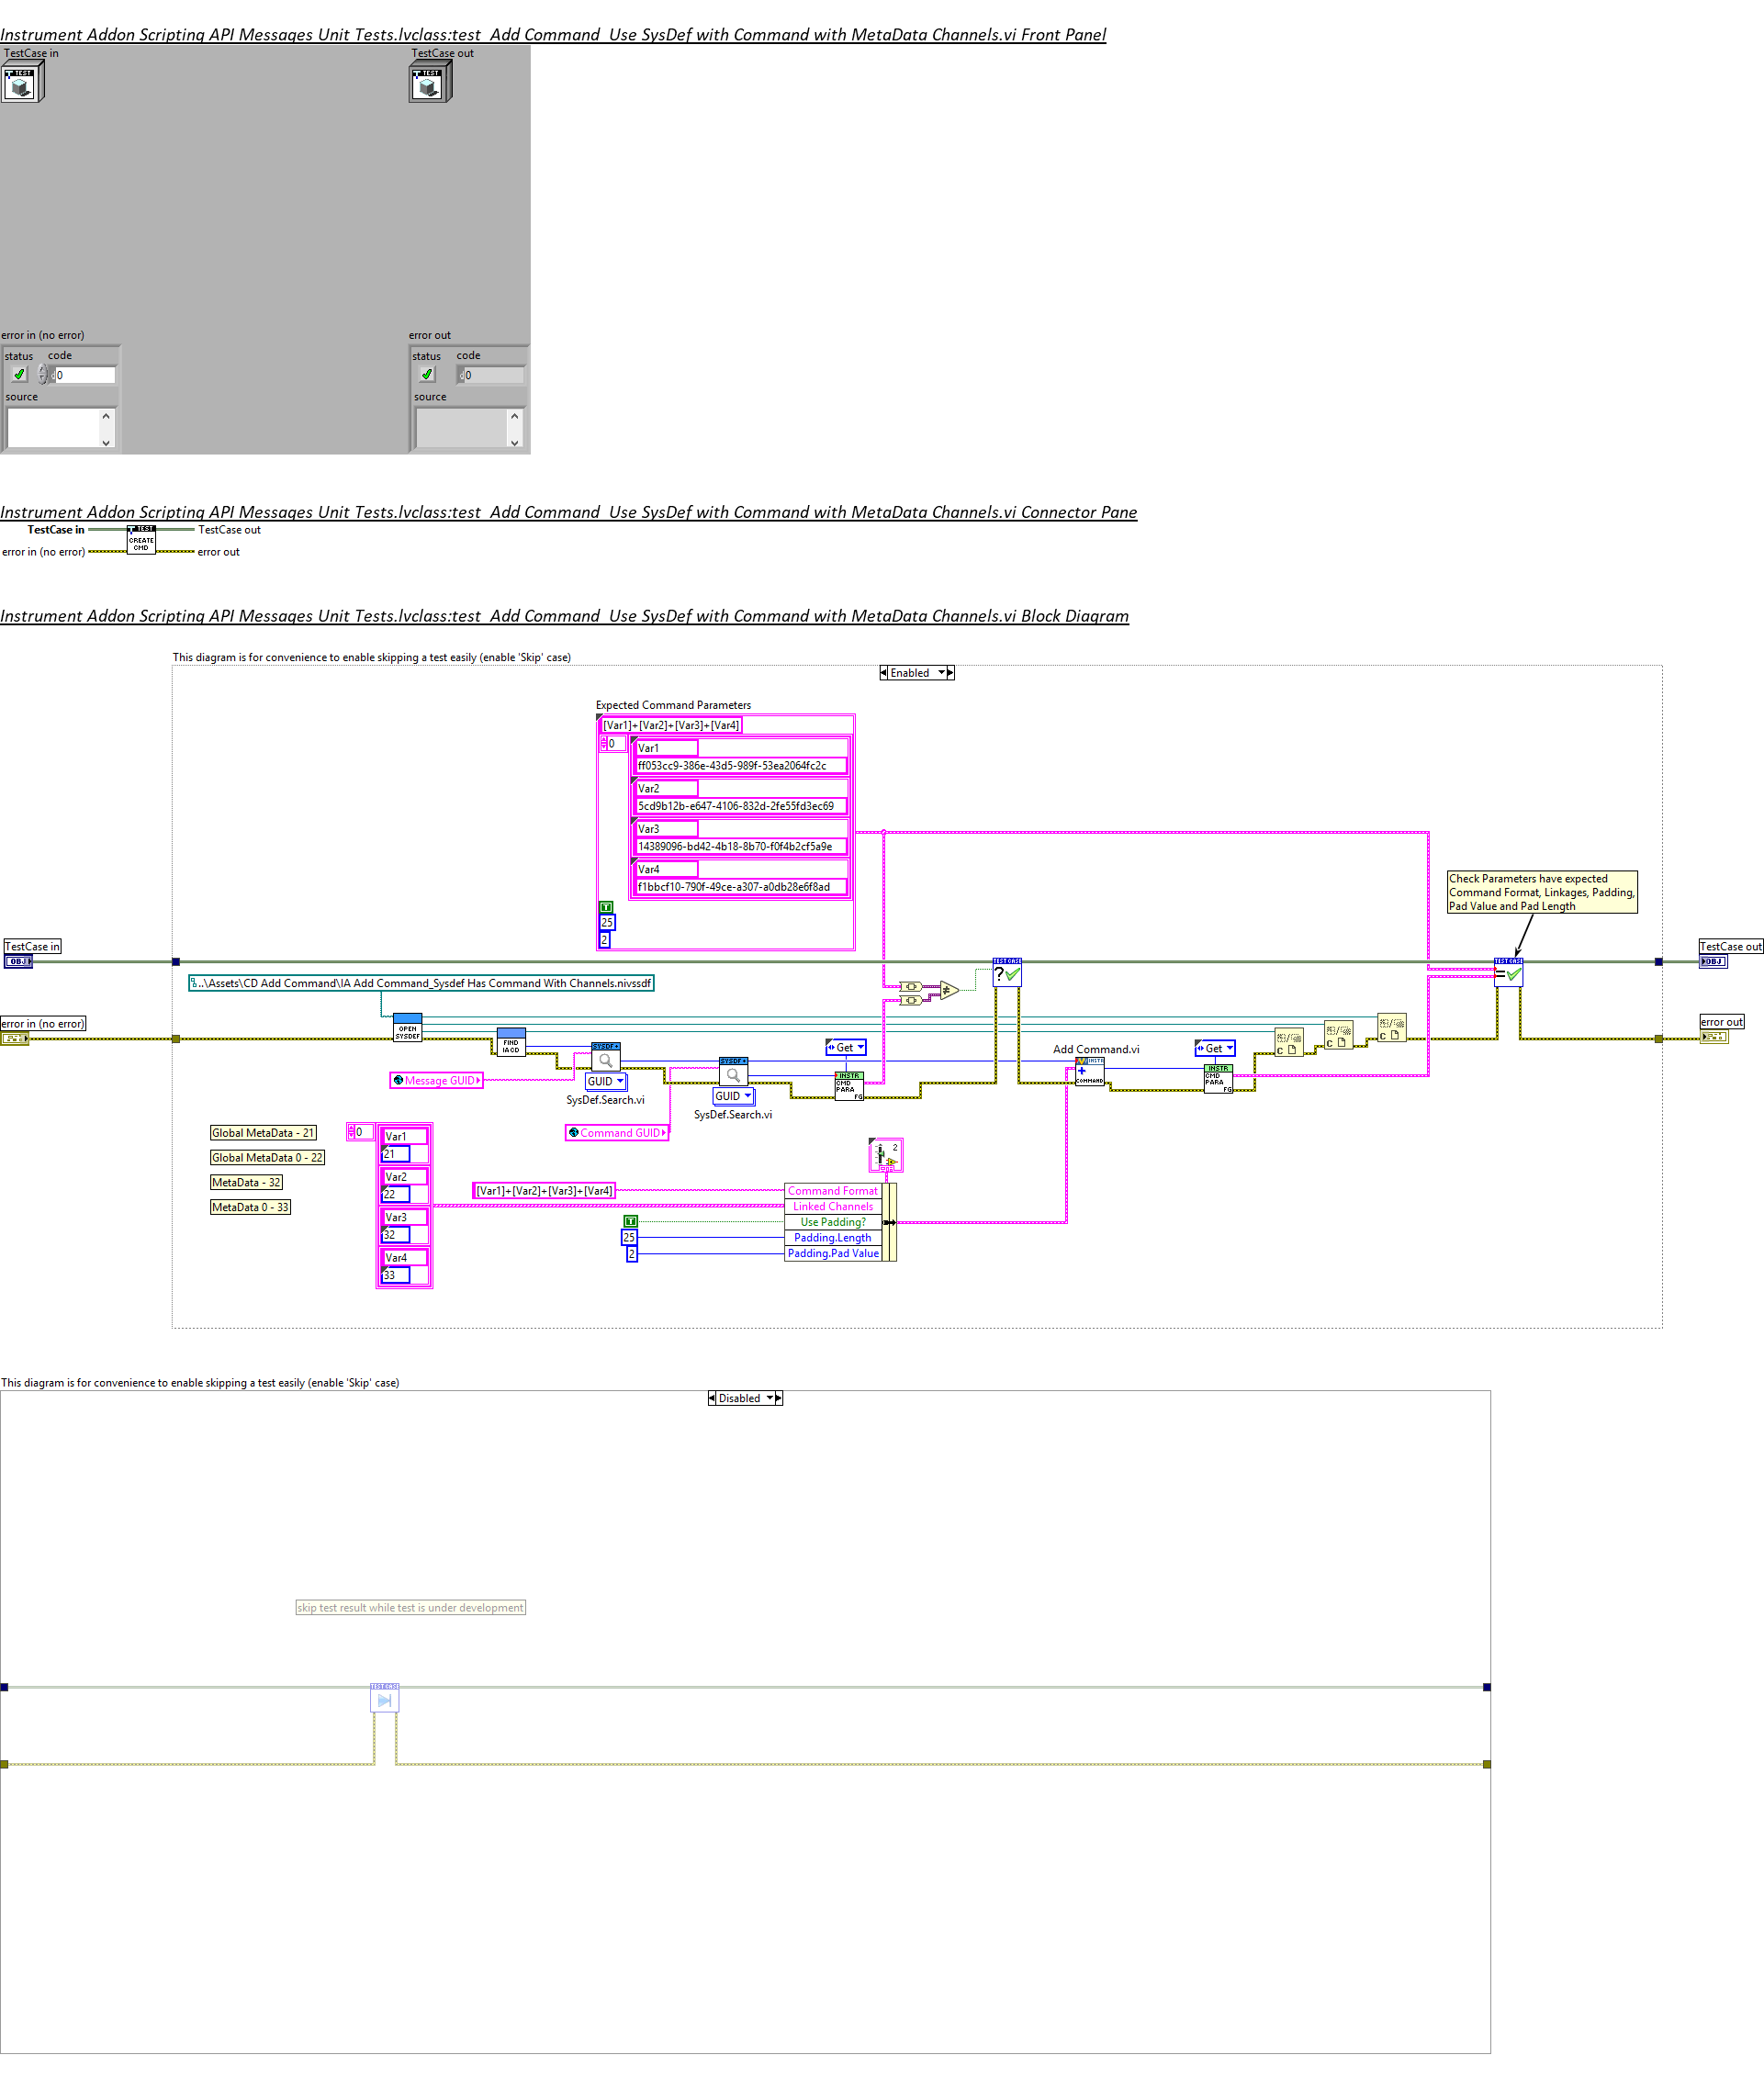 Instrument Addon Scripting API Messages Unit Tests.lvclass:test_Add Command_Use SysDef with Command with MetaData Channels.vi Front Panel
TestCase in
TestCase out
TEST
TEST
error in (no error)
error out
status
code
status
code
0
0
source
source
Instrument Addon Scripting API Messages Unit Tests.lvclass:test_Add Command_Use SysDef with Command with MetaData Channels.vi Connector Pane
TestCase in
TEST
CREATE
CMD
TestCase out
error in (no error)
error out
Instrument Addon Scripting API Messages Unit Tests.lvclass:test_Add Command_Use SysDef with Command with MetaData Channels.vi Block Diagram
This diagram is for convenience to enable skipping a test easily (enable 'Skip' case)
Enabled
Expected Command Parameters
[Var1]+[Var2]+[Var3]+[Var4]
0
Var1
ff053cc9-386e-43d5-989f-53ea2064fc2c
Var2
5cd9b12b-e647-4106-832d-2fe55fd3ec69
Var3
14389096-bd42-4b18-8b70-f0f4b2cf5a9e
Var4
f1bbcf10-790f-49ce-a307-a0db28e6f8ad
T
25
2
Check Parameters have expected
Command Format, Linkages, Padding,
Pad Value and Pad Length
TestCase in
OBJ
TEST CASE
TEST CASE
TestCase out
OBJ
..\Assets\CD Add Command\IA Add Command_Sysdef Has Command With Channels.nivssdf
error in (no error)
error out
OPEN
SYSDEF
FIND
IACD
SYSDF
GUID
SysDef.Search.vi
Message GUID
SYSDF
GUID
SysDef.Search.vi
Command GUID
Get
INSTR
CMD
PARA
FG
Add Command.vi
INSTR
COMMAND
Get
INSTR
CMD
PARA
FG
C
C
C
Global MetaData - 21
Global MetaData 0 - 22
MetaData - 32
MetaData 0 - 33
0
Var1
21
Var2
22
Var3
32
Var4
33
2
[Var1]+[Var2]+[Var3]+[Var4]
T
25
2
Command Format
Linked Channels
Use Padding?
Padding.Length
Padding.Pad Value
This diagram is for convenience to enable skipping a test easily (enable 'Skip' case)
Disabled
skip test result while test is under development